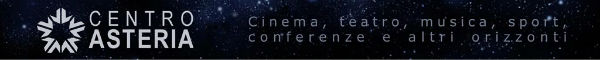 CENTRO
ASTERIA
Cinema, teatro, musica, sport,
conferenze e altri orizzonti